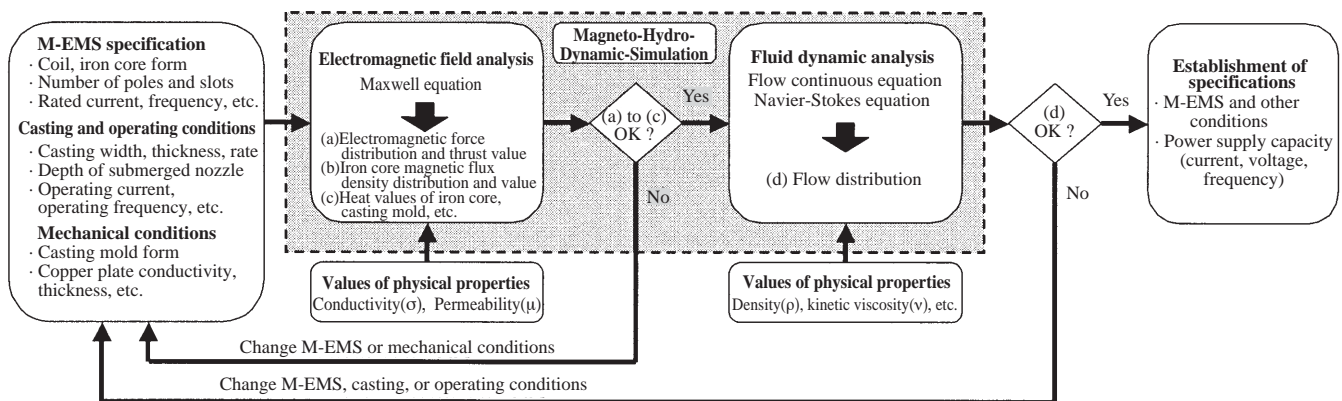 M-EMS specification
· Coil, iron core form
· Number of poles and slots
· Rated current, frequency, etc.
Casting and operating conditions
· Casting width, thickness, rate
· Depth of submerged nozzle
· Operating current,
operating frequency, etc.
Mechanical conditions
· Casting mold form
· Copper plate conductivity,
thickness, etc.
Magneto-Hydro-
Dynamic-Simulation
Electromagnetic field analysis
Maxwell equation
(a)Electromagnetic force
distribution and thrust value
(b)Iron core magnetic flux
density distribution and value
(c)Heat values of iron core,
casting mold, etc.
Values of physical properties
Conductivity(σ), Permeability(μ)
(a) to (c)
OK ?
Yes
No
Fluid dynamic analysis
Flow continuous equation
Navier-Stokes equation
(d) Flow distribution
Values of physical properties
Density(ρ), kinetic viscosity(ν), etc.
(d)
OK ?
Yes
No
Establishment of
specifications
· M-EMS and other
conditions
· Power supply capacity
(current, voltage,
frequency)
Change M-EMS or mechanical conditions
Change M-EMS, casting, or operating conditions